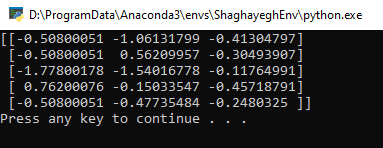 D:\ProgramData\Anaconda3\envs\ShaghayeghEnv\python.exe
[[-0.50800051 -1.06131799 -0.41304797]
 [-0.50800051  0.56209957 -0.30493907]
 [-1.77800178 -1.54016778 -0.11764991]
 [ 0.76200076 -0.15033547 -0.45718791]
 [-0.50800051 -0.47735484 -0.2480325 ]]
Press any key to continue . . .